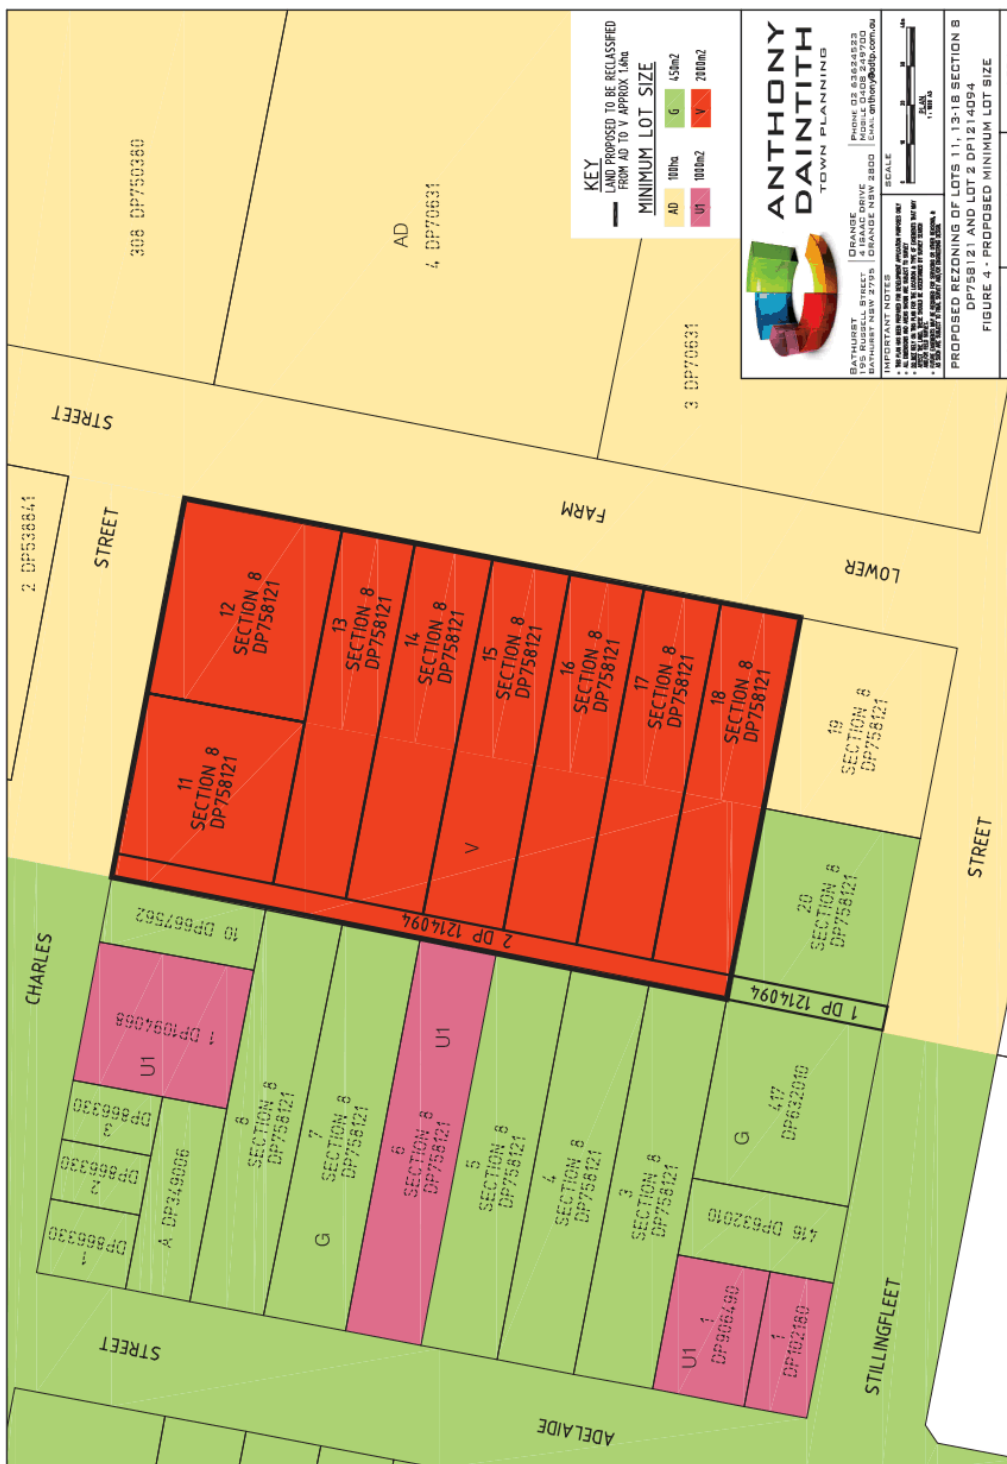 308 DP750380
AD
4 DP70631
3 DP70631
STREET
FARM
LOWER
2 DP538841
STREET
CHARLES
12
SECTION 8
DP758121
11
SECTION 8
DP758121
13
SECTION 8
DP758121
14
SECTION 8
DP758121
15
SECTION 8
DP758121
16
SECTION 8
DP758121
17
SECTION 8
DP758121
18
SECTION 8
DP758121
V
2 DP 1214094
19
SECTION 8
DP758121
20
SECTION 8
DP758121
1 DP 1214094
STREET
STILLINGFLEET
10 DP667562
1 DP1094068
U1
3
DP866330
2
DP866330
1
DP866330
A DP349006
8
SECTION 8
DP758121
7
SECTION 8
DP758121
G
6
SECTION 8
DP758121
U1
5
SECTION 8
DP758121
4
SECTION 8
DP758121
3
SECTION 8
DP758121
417
DP632010
G
416
DP632010
1
DP906490
U1
1
DP102180
STREET
ADELAIDE
KEY
LAND PROPOSED TO BE RECLASSIFIED
FROM AD TO V APPROX 1.6ha
MINIMUM LOT SIZE
AD 100ha
G 450m2
U1 1000m2
V 2000m2
ANTHONY
DAINTITH
TOWN PLANNING
BATHURST
195 RUSSELL STREET
BATHURST NSW 2795
ORANGE
4 ISAAC DRIVE
ORANGE NSW 2800
PHONE 02 63624523
MOBILE 0408 249700
EMAIL anthony@adtp.com.au
IMPORTANT NOTES
SCALE
PLAN
PROPOSED REZONING OF LOTS 11, 13-18 SECTION 8
DP758121 AND LOT 2 DP1214094
FIGURE 4 - PROPOSED MINIMUM LOT SIZE